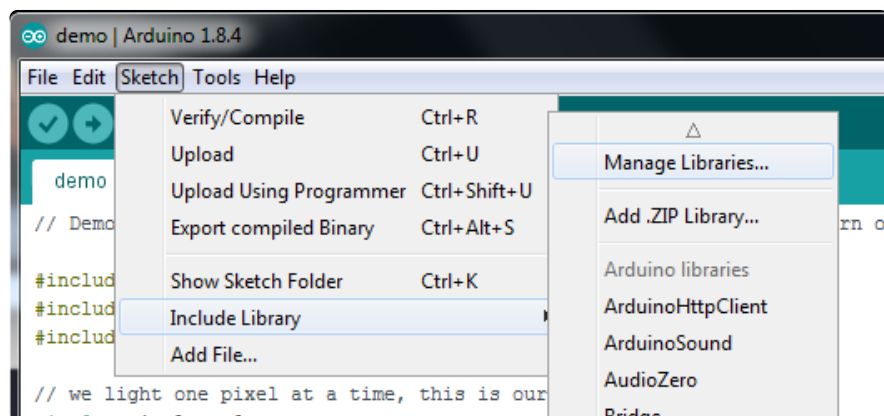 demo | Arduino 1.8.4
File Edit Sketch Tools Help
demo
Verify/Compile Ctrl+R
Upload Ctrl+U
Upload Using Programmer Ctrl+Shift+U
Export compiled Binary Ctrl+Alt+S
Show Sketch Folder Ctrl+K
Include Library
Add File...
Manage Libraries...
Add .ZIP Library...
Arduino libraries
ArduinoHttpClient
ArduinoSound
AudioZero
Bridge
// Demo
rn o
#includ
#includ
#includ
// we light one pixel at a time, this is our